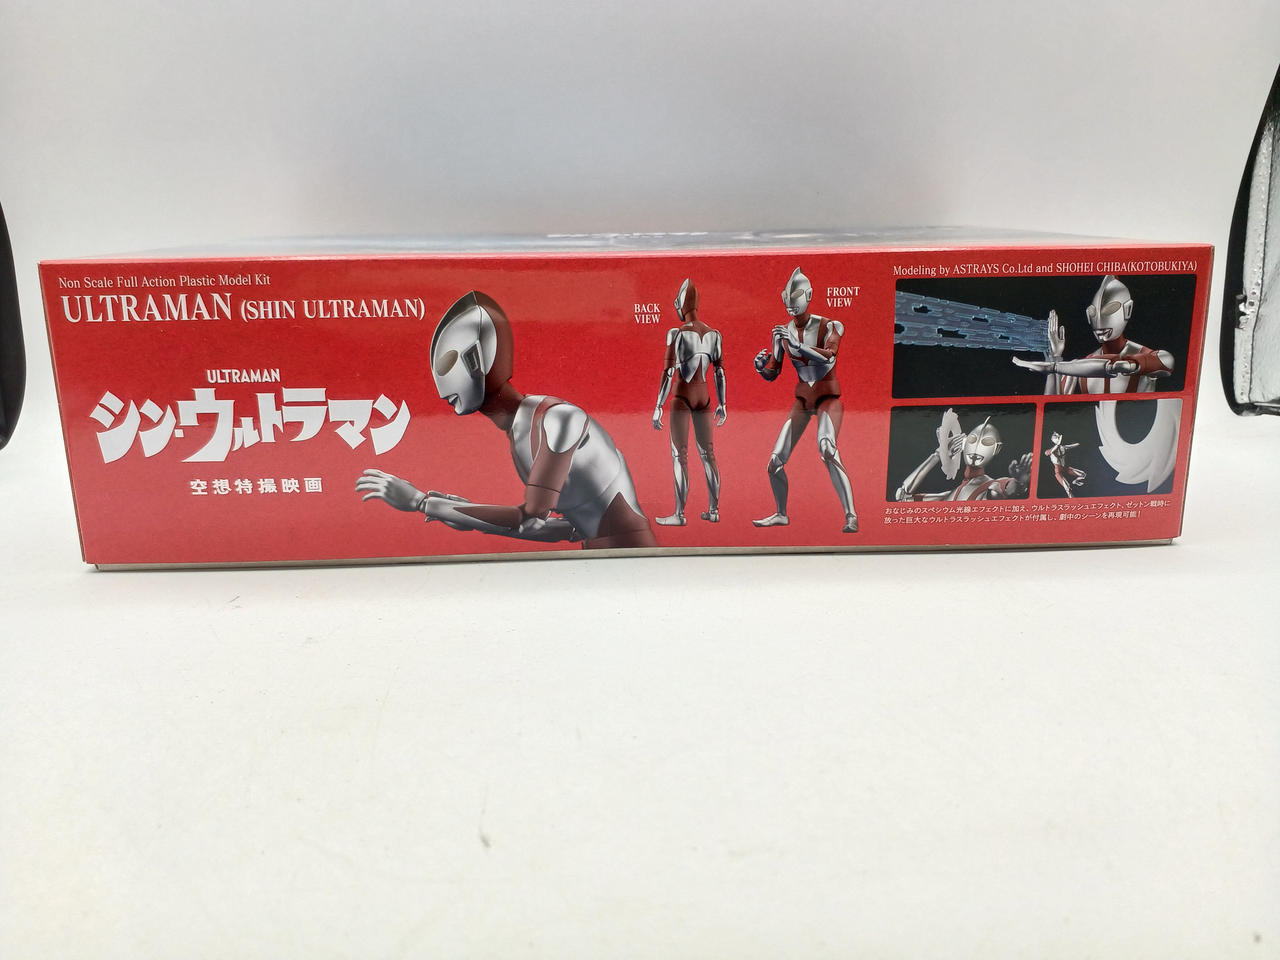 Non Scale Full Action Plastic Model Kit
ULTRAMAN (SHIN ULTRAMAN)
ULTRAMAN
シン・ウルトラマン
空想特撮映画
BACK
VIEW
FRONT
VIEW
Modeling by ASTRAYS Co.Ltd and SHOHEI CHIBA(KOTOBUKIYA)
おなじみのスペシウム光線エフェクトに加え、ウルトラスラッシュエフェクト、ゼットン戦時に
放った巨大なウルトラスラッシュエフェクトが付属し、劇中のシーンを再現可能!